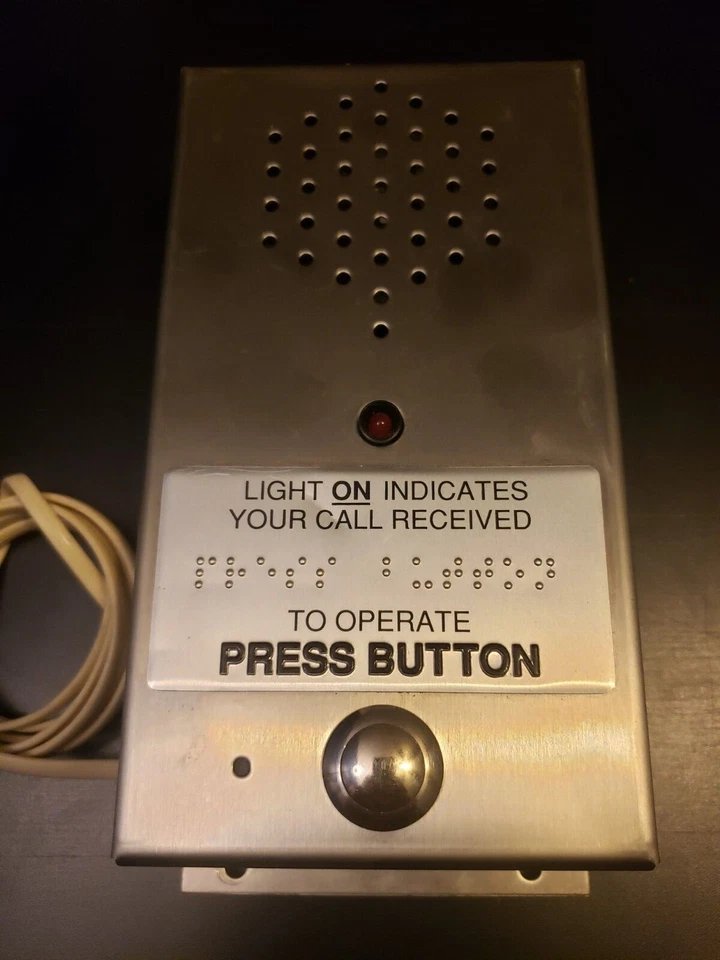 LIGHT ON INDICATES
YOUR CALL RECEIVED
⠏⠗⠑⠎⠎ ⠃⠥⠞⠞⠕⠝
TO OPERATE
PRESS BUTTON